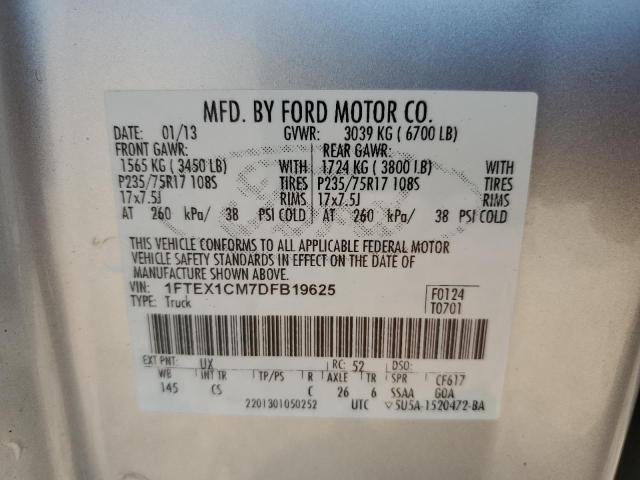 MFD. BY FORD MOTOR CO.
DATE: 01/13 GVWR: 3039 KG ( 6700 LB)
FRONT GAWR: REAR GAWR:
1565 KG ( 3450 LB) WITH 1724 KG ( 3800 LB) WITH
P235/75R17 108S TIRES P235/75R17 108S TIRES
17x7.5J RIMS 17x7.5J RIMS
AT 260 kPa/ 38 PSI COLD AT 260 kPa/ 38 PSI COLD
THIS VEHICLE CONFORMS TO ALL APPLICABLE FEDERAL MOTOR
VEHICLE SAFETY STANDARDS IN EFFECT ON THE DATE OF
MANUFACTURE SHOWN ABOVE.
VIN: 1FTEX1CM7DFB19625 F0124
TYPE: Truck T0701
EXT PNT: UX RC: 52 DSO:
WB INT TR TP/PS R AXLE TR SPR CF617
145 CS C 26 6 SSAA GOA
2201301050252 UTC 5U5A-1520472-BA